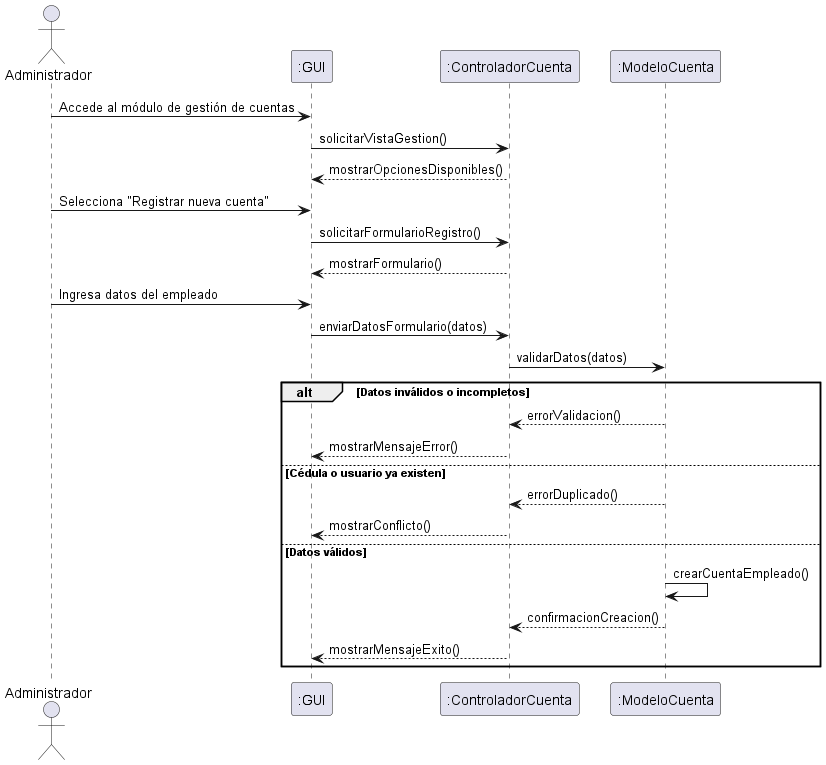 Administrador
:GUI
:ControladorCuenta
:ModeloCuenta
Accede al módulo de gestión de cuentas
solicitarVistaGestion()
mostrarOpcionesDisponibles()
Selecciona "Registrar nueva cuenta"
solicitarFormularioRegistro()
mostrarFormulario()
Ingresa datos del empleado
enviarDatosFormulario(datos)
validarDatos(datos)
alt [Datos inválidos o incompletos]
errorValidacion()
mostrarMensajeError()
[Cédula o usuario ya existen]
errorDuplicado()
mostrarConflicto()
[Datos válidos]
crearCuentaEmpleado()
confirmacionCreacion()
mostrarMensajeExito()
Administrador
:GUI
:ControladorCuenta
:ModeloCuenta